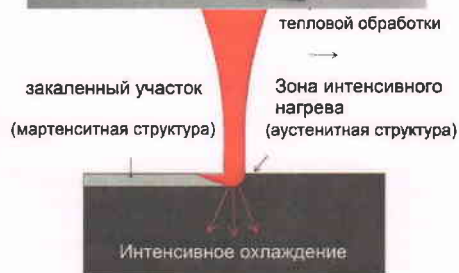 тепловой обработки
закаленный участок
(мартенситная структура)
Зона интенсивного
нагрева
(аустенитная структура)
Интенсивное охлаждение